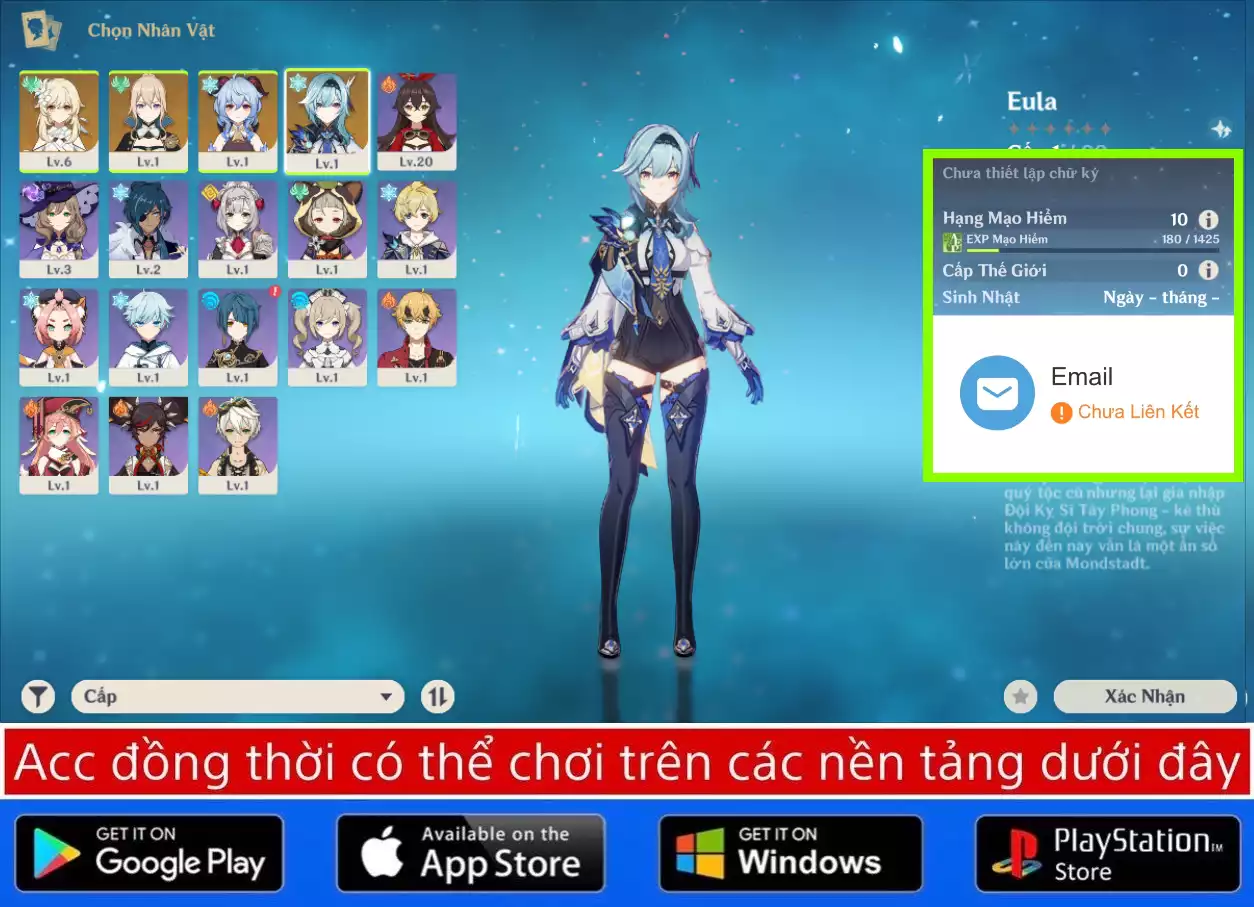 Chọn Nhân Vật
Lv.6
Lv.1
Lv.1
Lv.1
Lv.20
Lv.3
Lv.2
Lv.1
Lv.1
Lv.1
Lv.1
Lv.1
Lv.1
Lv.1
Lv.1
Lv.1
Lv.1
Lv.1
Eula
Chưa thiết lập chữ ký
Hạng Mạo Hiểm 10
EXP Mạo Hiểm 180 / 1425
Cấp Thế Giới 0
Sinh Nhật Ngày - tháng -
Email
Chưa Liên Kết
quý tộc cũ nhưng lại gia nhập
Đội Kỵ Sĩ Tây Phong - kẻ thù
không đội trời chung, sự việc
này đến nay vẫn là một ẩn số
lớn của Mondstadt.
Cấp
Xác Nhận
Acc đồng thời có thể chơi trên các nền tảng dưới đây
GET IT ON
Google Play
Available on the
App Store
GET IT ON
Windows
PlayStation™
Store